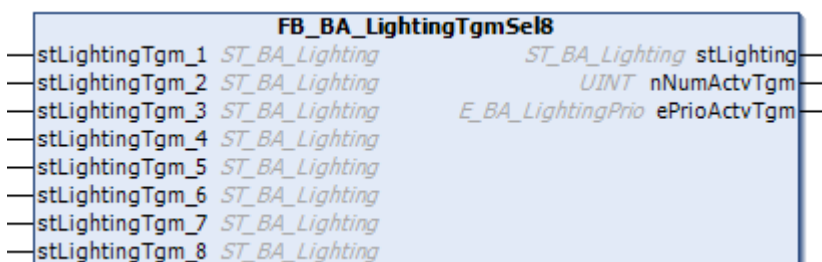 FB_BA_LightingTgmSel8
stLightingTgm_1 ST_BA_Lighting ST_BA_Lighting stLighting
stLightingTgm_2 ST_BA_Lighting UINT nNumActvTgm
stLightingTgm_3 ST_BA_Lighting E_BA_LightingPrio ePrioActvTgm
stLightingTgm_4 ST_BA_Lighting
stLightingTgm_5 ST_BA_Lighting
stLightingTgm_6 ST_BA_Lighting
stLightingTgm_7 ST_BA_Lighting
stLightingTgm_8 ST_BA_Lighting